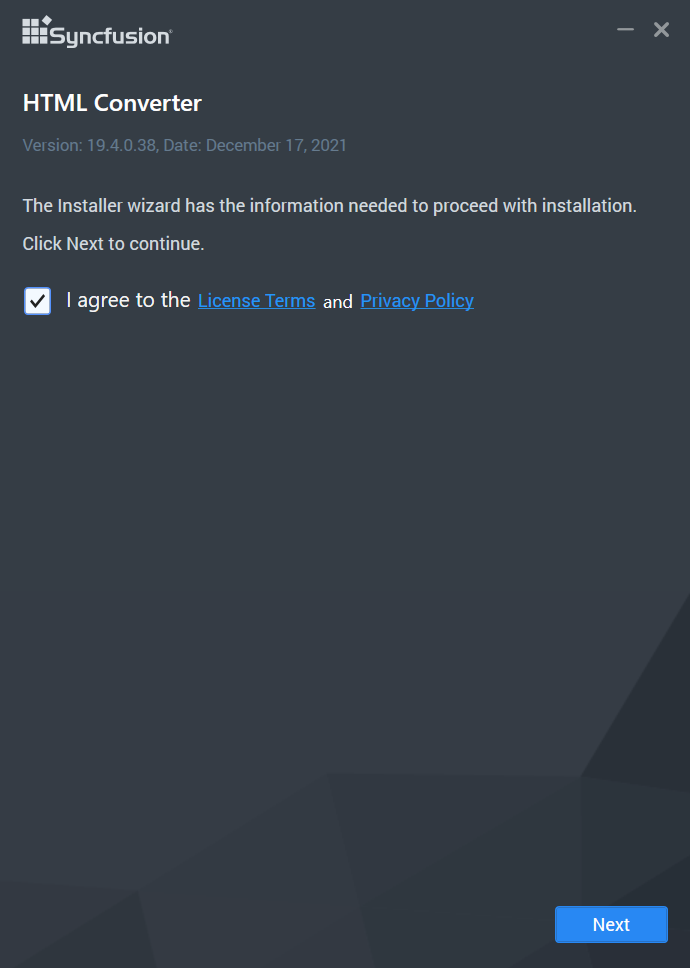 Syncfusion®
HTML Converter
Version: 19.4.0.38, Date: December 17, 2021
The Installer wizard has the information needed to proceed with installation.
Click Next to continue.
I agree to the License Terms and Privacy Policy
Next